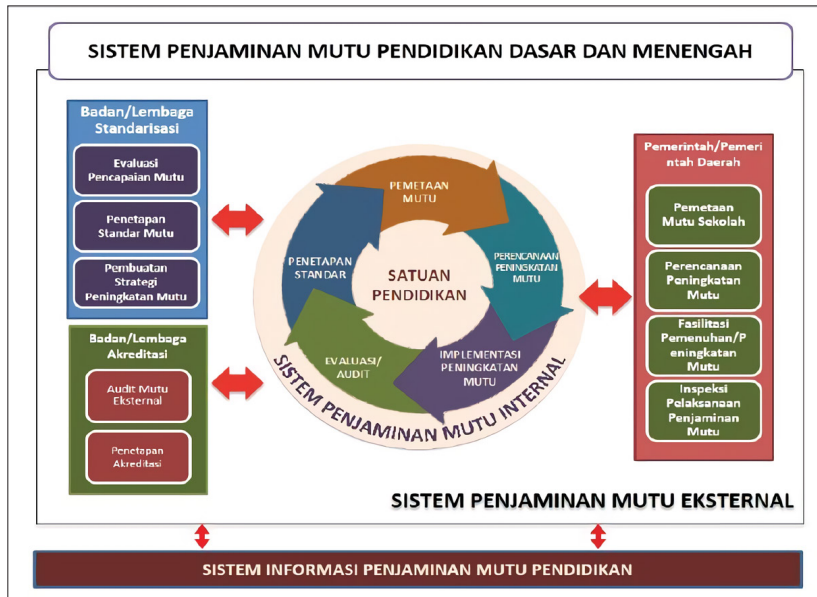 SISTEM PENJAMINAN MUTU PENDIDIKAN DASAR DAN MENENGAH
Badan/Lembaga
Standarisasi
Evaluasi
Pencapaian Mutu
Penetapan
Standar Mutu
Pembuatan
Strategi
Peningkatan Mutu
Badan/Lembaga
Akreditasi
Audit Mutu
Eksternal
Penetapan
Akreditasi
PEMETAAN
MUTU
PERENCANAAN
PENINGKATAN
MUTU
IMPLEMENTASI
PENINGKATAN
MUTU
EVALUASI/
AUDIT
PENETAPAN
STANDAR
SATUAN
PENDIDIKAN
SISTEM PENJAMINAN MUTU INTERNAL
Pemerintah/Pemeri
ntah Daerah
Pemetaan
Mutu Sekolah
Perencanaan
Peningkatan
Mutu
Fasilitasi
Pemenuhan/P
eningkatan
Mutu
Inspeksi
Pelaksanaan
Penjaminan
Mutu
SISTEM PENJAMINAN MUTU EKSTERNAL
SISTEM INFORMASI PENJAMINAN MUTU PENDIDIKAN